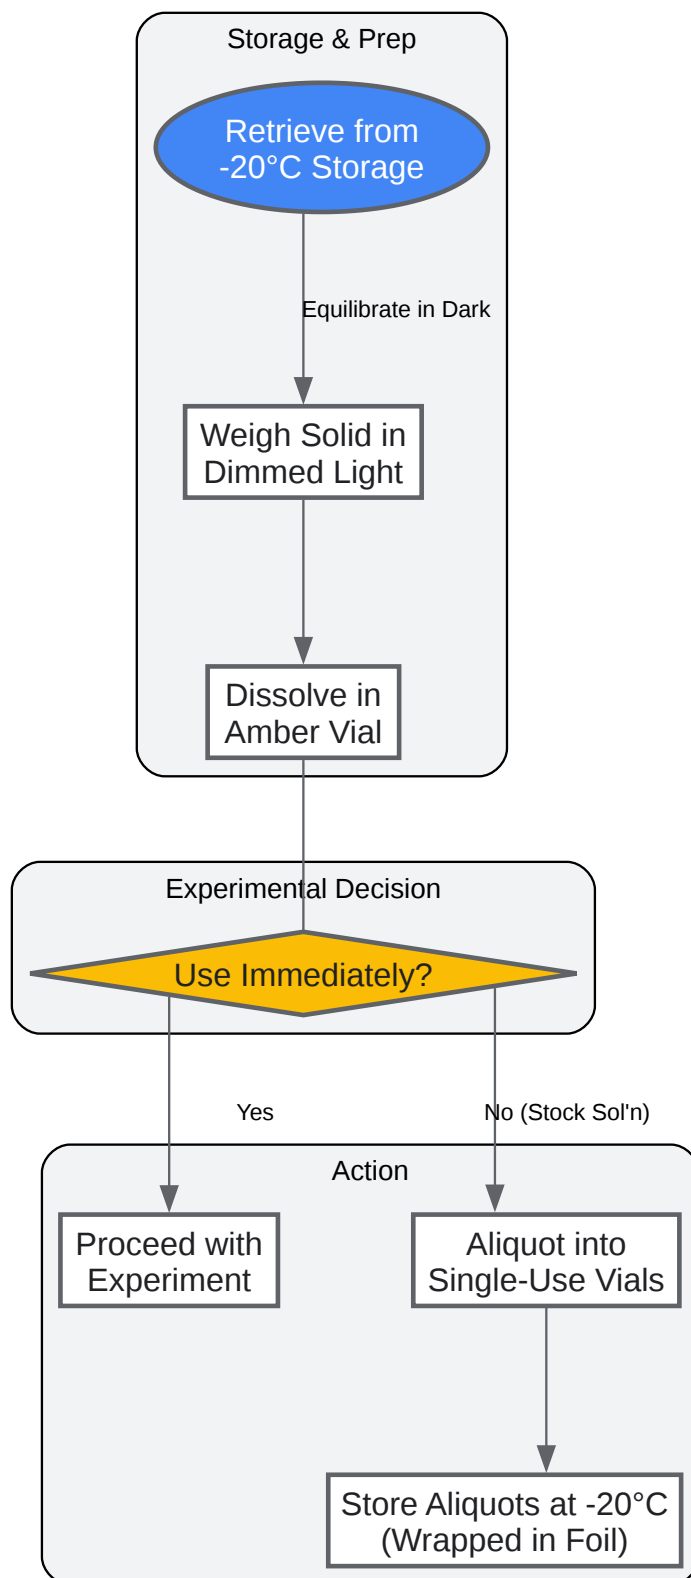 Storage & Prep
Retrieve from
-20°C Storage
Equilibrate in Dark
Weigh Solid in
Dimmed Light
Dissolve in
Amber Vial
Experimental Decision
Use Immediately?
Yes
No (Stock Sol'n)
Action
Proceed with
Experiment
Aliquot into
Single-Use Vials
Store Aliquots at -20°C
(Wrapped in Foil)